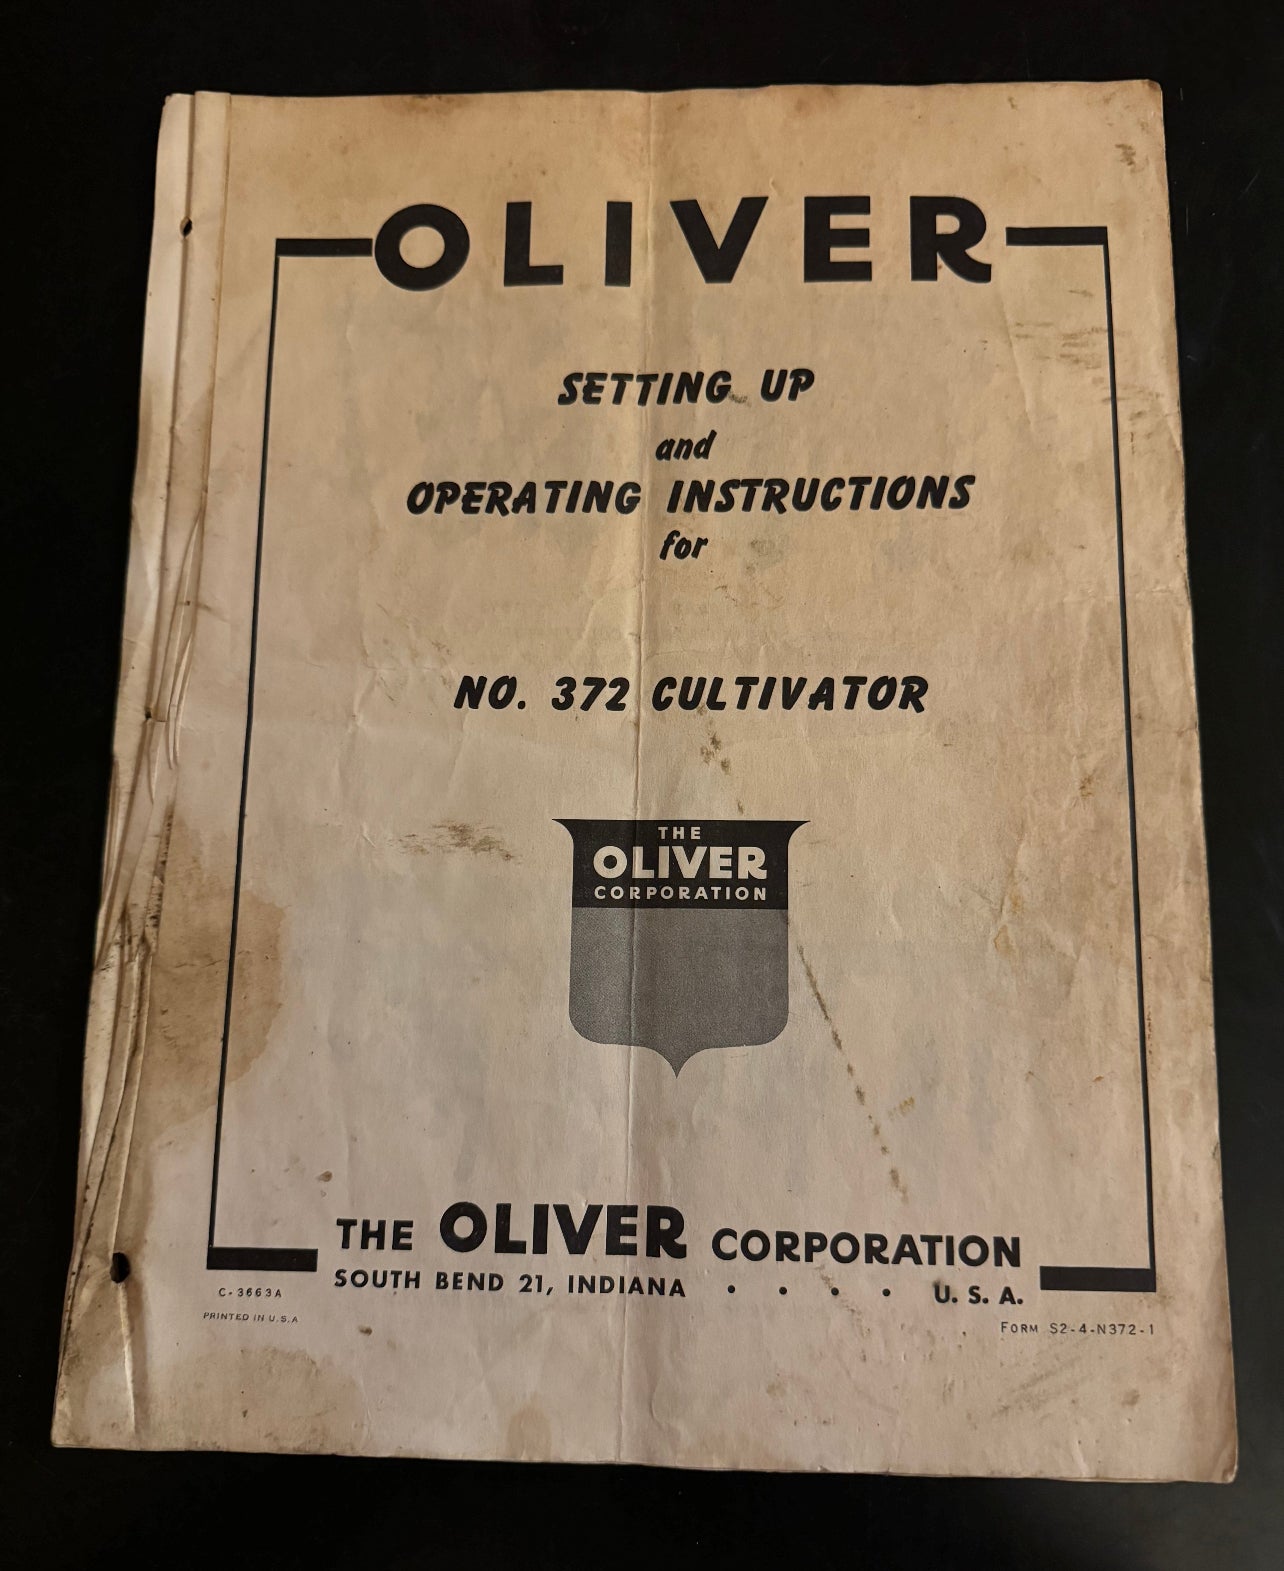 OLIVER
SETTING UP
and
OPERATING INSTRUCTIONS
for
NO. 372 CULTIVATOR
THE
OLIVER
CORPORATION
THE OLIVER CORPORATION
SOUTH BEND 21, INDIANA . . . . U. S. A.
C-3663A
PRINTED IN U.S.A
FORM S2-4-N372-1